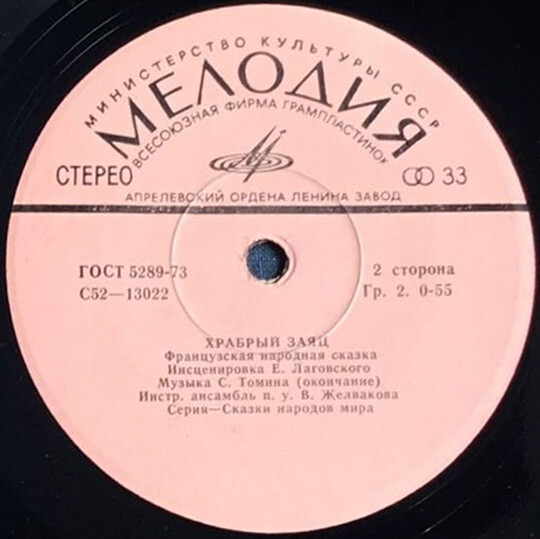 МИНИСТЕРСТВО КУЛЬТУРЫ СССР
МЕЛОДИЯ
ВСЕСОЮЗНАЯ ФИРМА ГРАМПЛАСТИНОК
СТЕРЕО
33
АПРЕЛЕВСКИЙ ОРДЕНА ЛЕНИНА ЗАВОД
ГОСТ 5289-73
2 сторона
С52—13022
Гр. 2. 0-55
ХРАБРЫЙ ЗАЯЦ
Французская народная сказка
Инсценировка Е. Лаговского
Музыка С. Томина (окончание)
Инстр. ансамбль п. у. В. Желвакова
Серия—Сказки народов мира